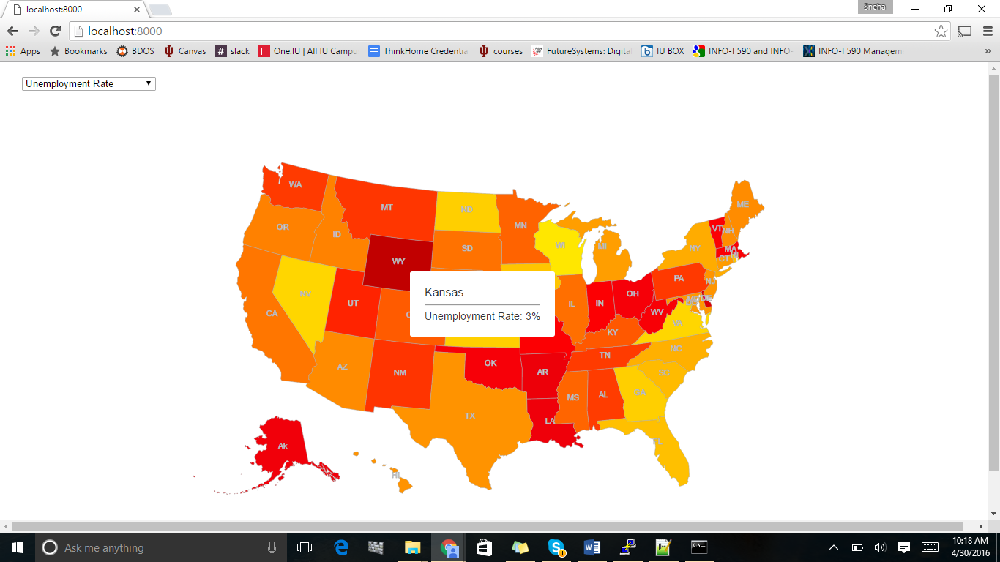 localhost:8000
Sneha
localhost:8000
Apps Bookmarks BDOS Canvas slack One.IU | All IU Campu ThinkHome Credentia courses FutureSystems: Digita IU BOX INFO-I 590 and INFO- INFO-I 590 Managem
Unemployment Rate
WA
MT
ND
MN
ME
OR
ID
SD
WI
MI
VT
NH
NY
MA
WY
CT
NV
UT
CA
IL
IN
OH
PA
NJ
WV
VA
KY
Kansas
Unemployment Rate: 3%
AZ
NM
OK
AR
TN
NC
SC
TX
LA
MS
AL
GA
FL
Ak
HI
Ask me anything
10:18 AM
4/30/2016